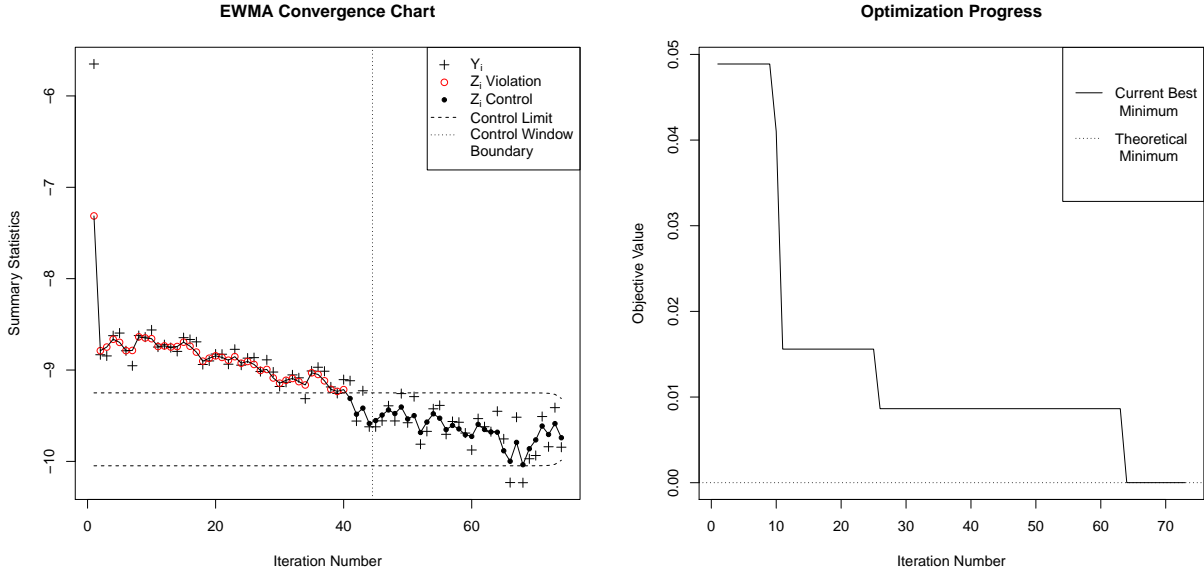 EWMA Convergence Chart
Summary Statistics
-6
-7
-8
-9
-10
0
20
40
60
Iteration Number
Yi
Zi Violation
Zi Control
Control Limit
Control Window
Boundary
Optimization Progress
Objective Value
0.05
0.04
0.03
0.02
0.01
0.00
0
10
20
30
40
50
60
70
Iteration Number
Current Best
Minimum
Theoretical
Minimum